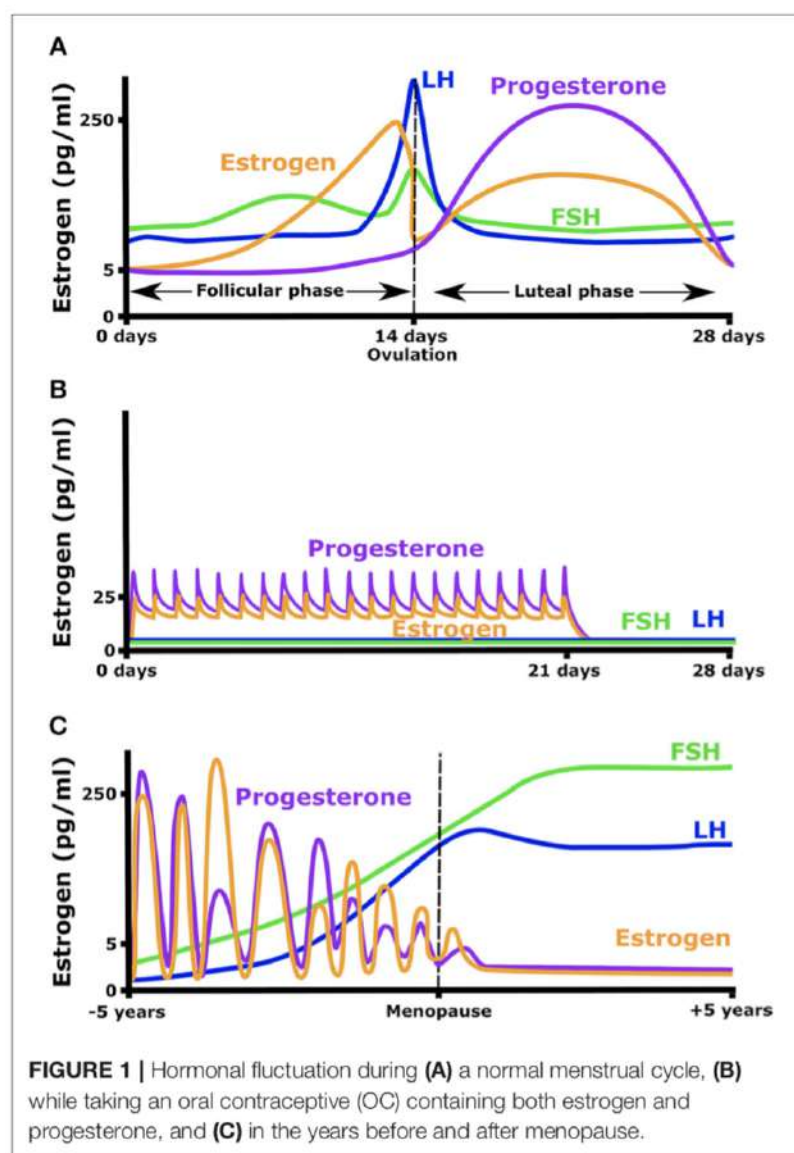 A
LH
Progesterone
250
Estrogen
FSH
Estrogen (pg/ml)
5
Follicular phase
Luteal phase
0
0 days
14 days
28 days
Ovulation
B
Estrogen (pg/ml)
Progesterone
25
Estrogen
FSH
LH
0
0 days
21 days
28 days
C
FSH
250
Progesterone
LH
Estrogen (pg/ml)
5
Estrogen
0
-5 years
Menopause
+5 years
FIGURE 1 | Hormonal fluctuation during (A) a normal menstrual cycle, (B)
while taking an oral contraceptive (OC) containing both estrogen and
progesterone, and (C) in the years before and after menopause.